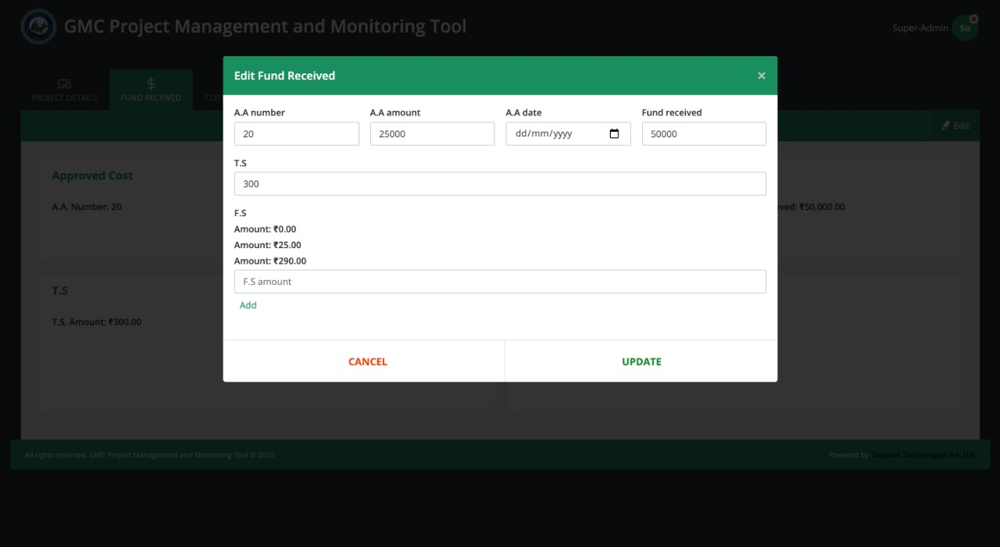 GMC Project Management and Monitoring Tool
Super-Admin
Su
PROJECT DETAILS
FUND RECEIVED
Edit Fund Received
×
Edit
A.A number
A.A amount
A.A date
Fund received
20
25000
dd/mm/yyyy
50000
T.S
300
F.S
Amount: ₹0.00
Amount: ₹25.00
Amount: ₹290.00
F.S amount
Add
CANCEL
UPDATE
Approved Cost
A.A. Number: 20
₹50,000.00
T.S
T.S. Amount: ₹300.00
All rights reserved. GMC Project Management and Monitoring Tool © 2020
Powered by: Skaplink Technologies Pvt. Ltd.